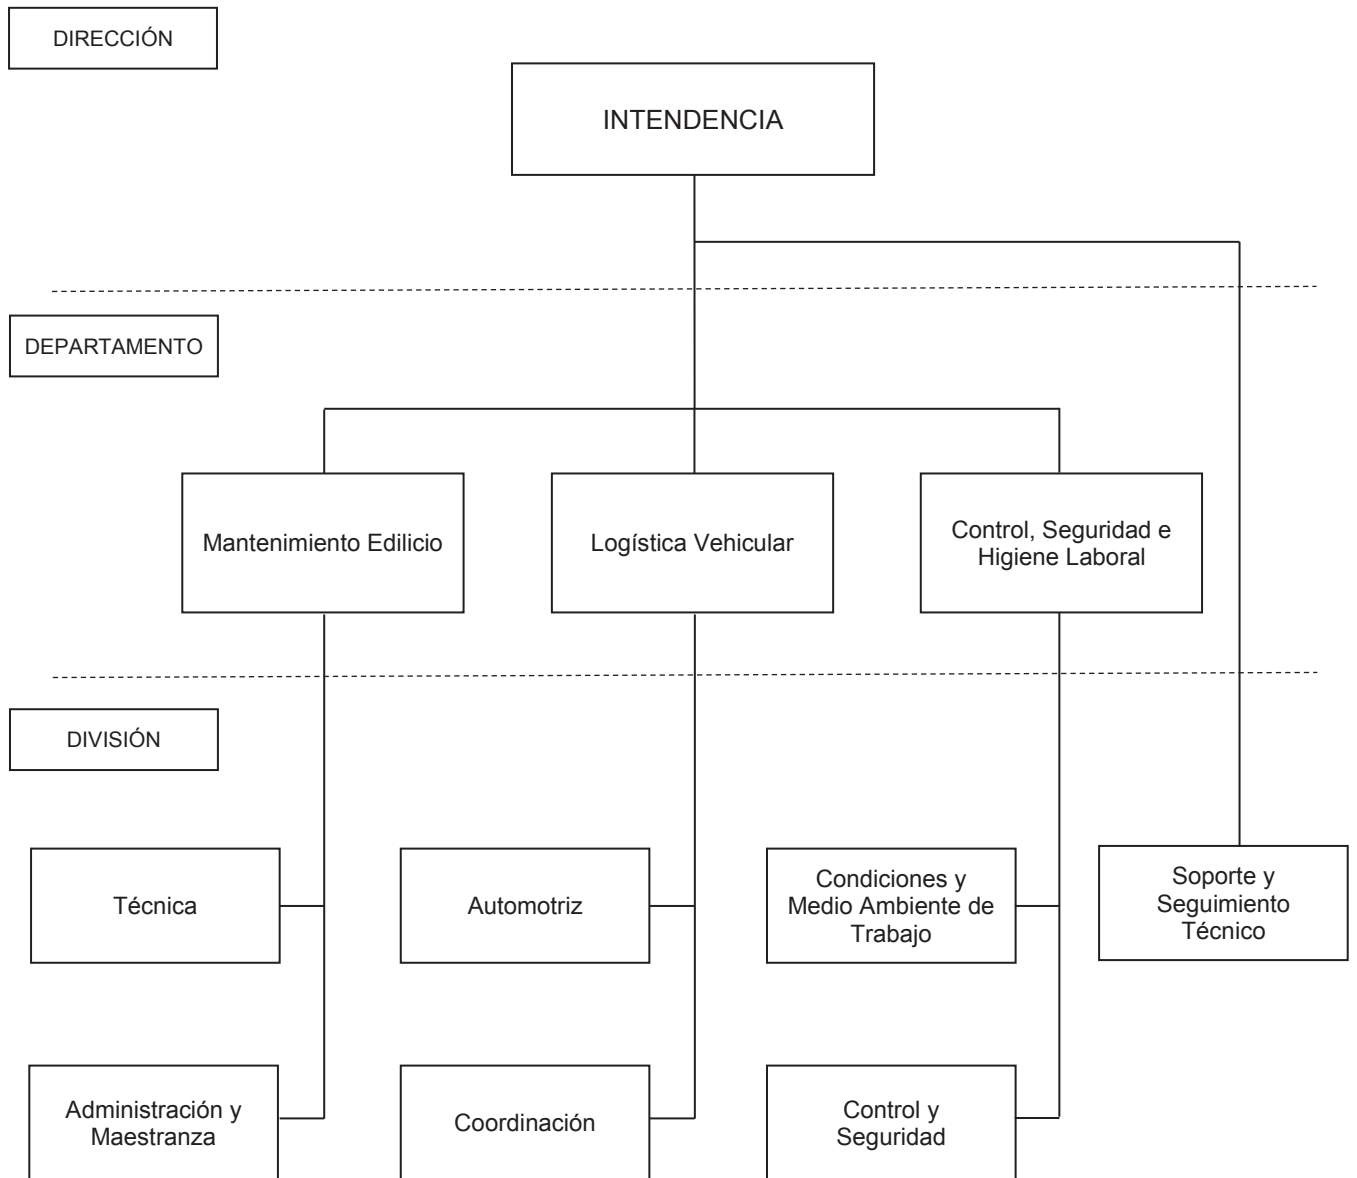 DIRECCIÓN
INTENDENCIA
DEPARTAMENTO
Mantenimiento Edilicio
Logística Vehicular
Control, Seguridad e
Higiene Laboral
DIVISIÓN
Técnica
Automotriz
Condiciones y
Medio Ambiente de
Trabajo
Soporte y
Seguimiento
Técnico
Administración y
Maestranza
Coordinación
Control y
Seguridad